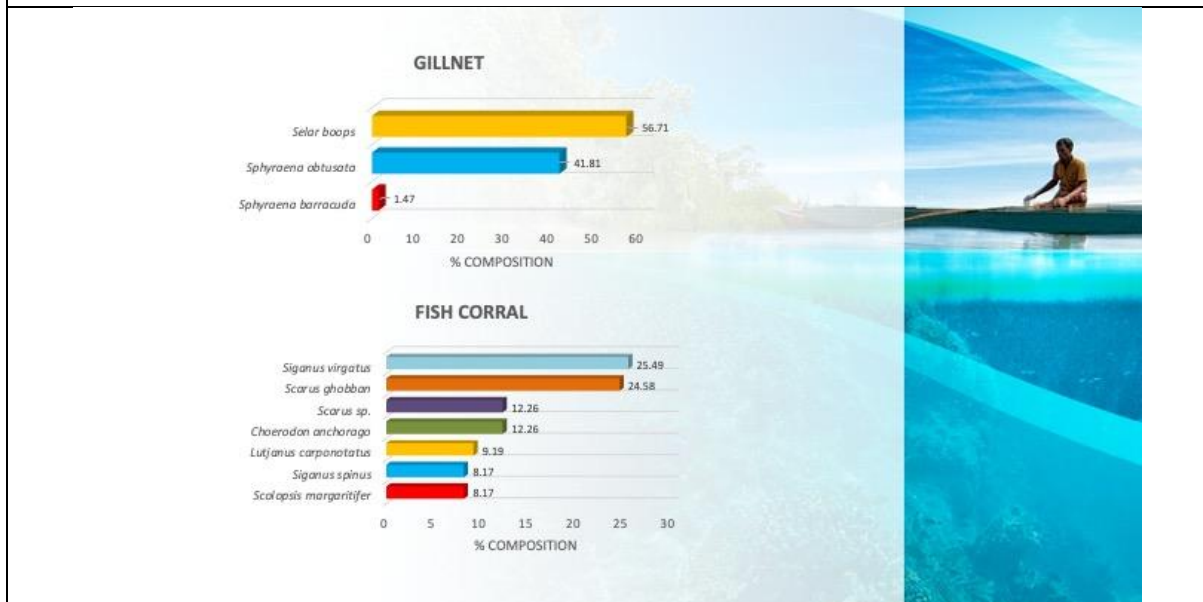 GILLNET
Selar boops 56.71
Sphyraena obtusata 41.81
Sphyraena barracuda 1.47
0 10 20 30 40 50 60
% COMPOSITION
FISH CORRAL
Siganus virgatus 25.49
Scarus ghobban 24.58
Scarus sp. 12.26
Choerodon anchorago 12.26
Lutjanus carponotatus 9.19
Siganus spinus 8.17
Scolopsis margaritifer 8.17
0 5 10 15 20 25 30
% COMPOSITION